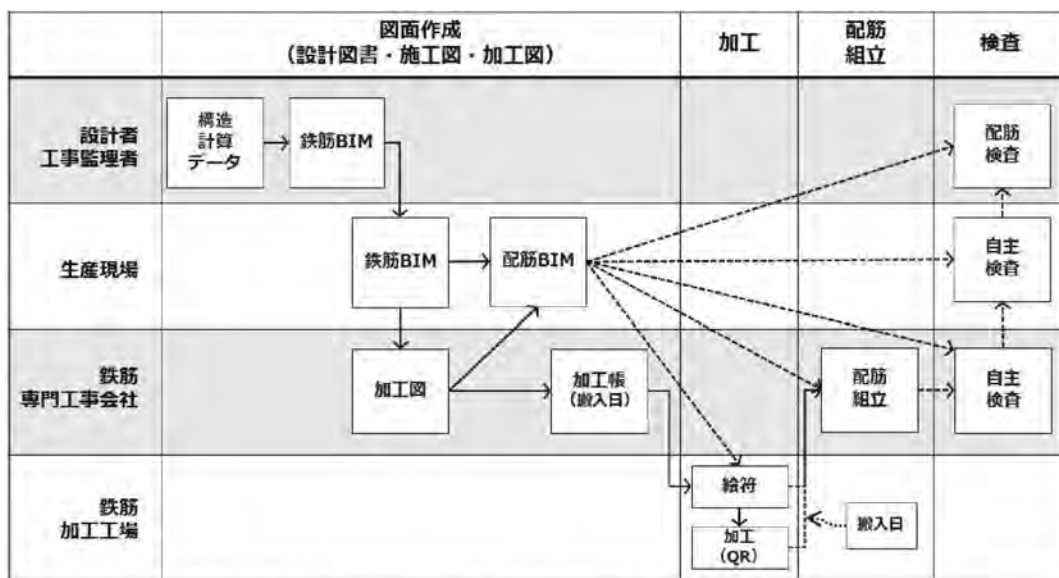 図面作成
(設計図書・施工図・加工図)
加工
配筋
組立
検査
設計者
工事監理者
構造
計算
データ
鉄筋BIM
配筋
検査
生産現場
鉄筋BIM
配筋BIM
自主
検査
鉄筋
専門工事会社
加工図
加工帳
(搬入日)
配筋
組立
自主
検査
鉄筋
加工工場
絵符
加工
(QR)
搬入日